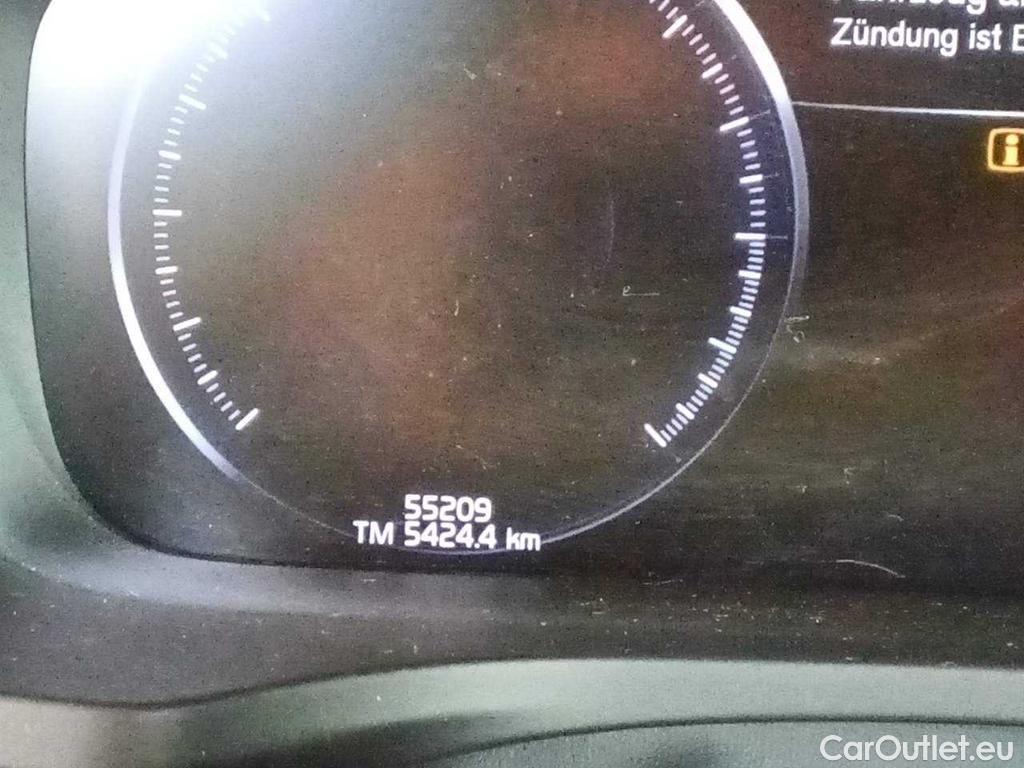 Zündung ist
55209
TM 5424.4 km
CarOutlet.eu